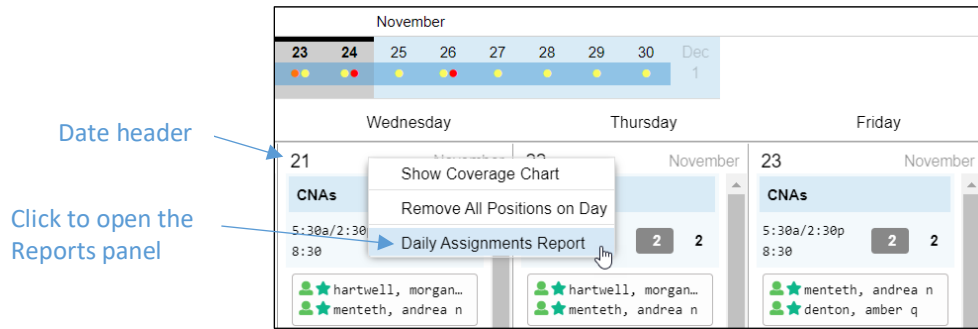 November
23 24 25 26 27 28 29 30 Dec
1
Wednesday Thursday Friday
Date header
21 November 22 November 23 November
Show Coverage Chart
CNAs CNAs
Remove All Positions on Day
Click to open the
Reports panel
5:30a/2:30 5:30a/2:30p
8:30 2 2 8:30 2 2
Daily Assignments Report
hartwell, morgan… hartwell, morgan… menteth, andrea n
menteth, andrea n menteth, andrea n denton, amber q